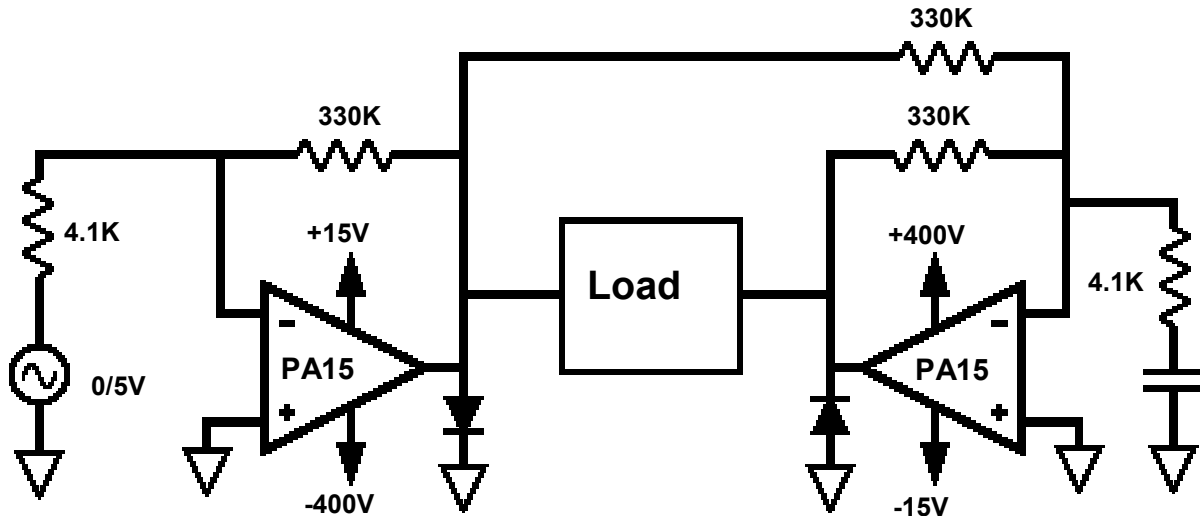 330K
330K
330K
4.1K
+15V
+400V
4.1K
Load
−
−
PA15
PA15
0/5V
+
+
-400V
-15V